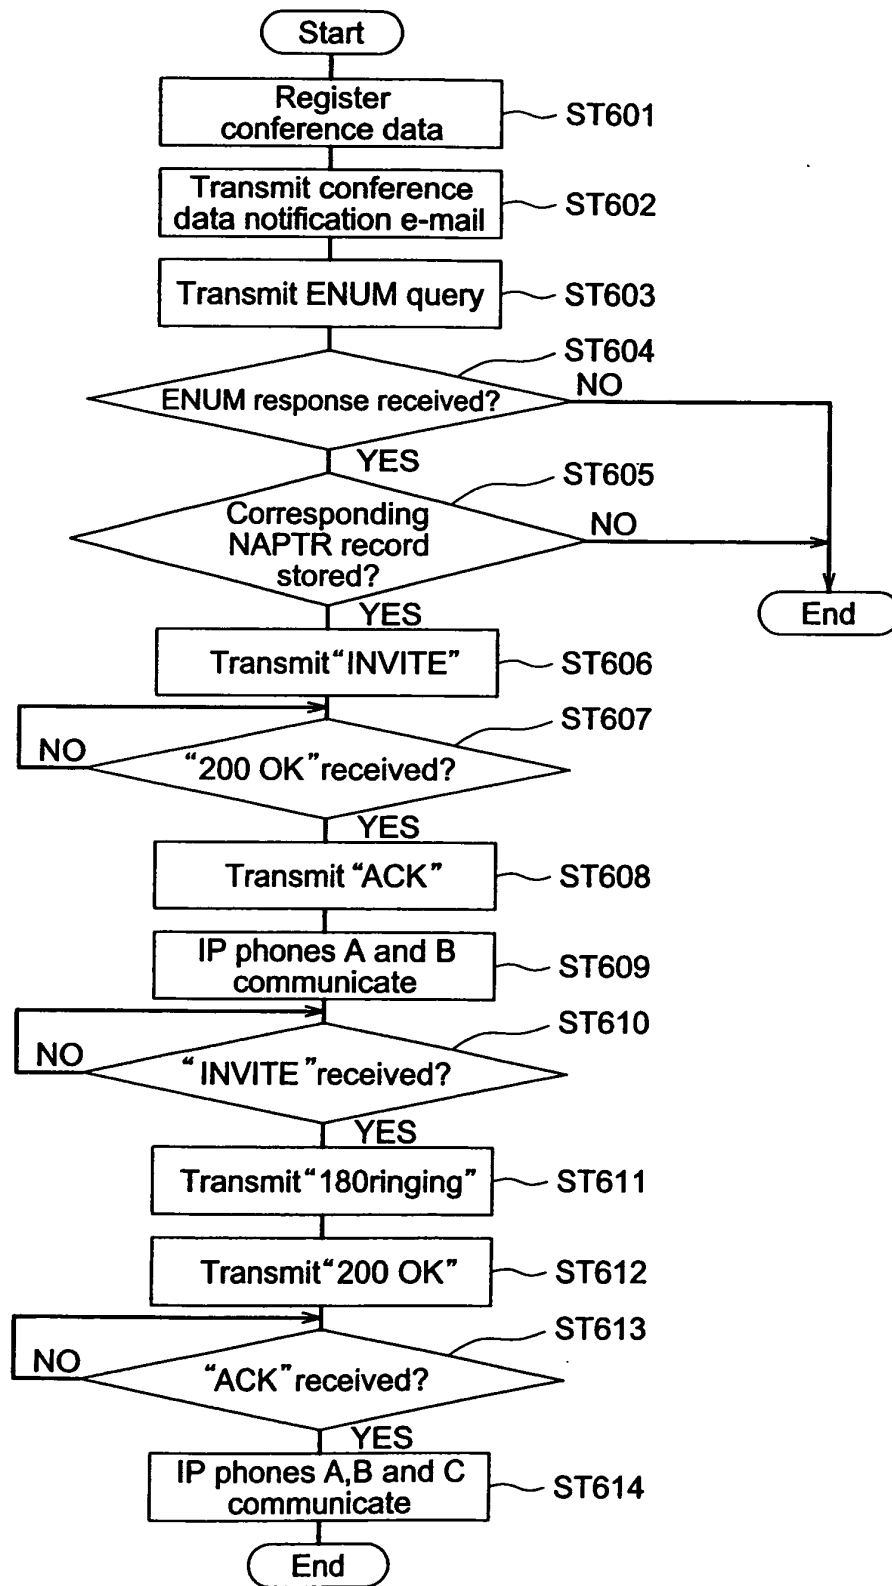 Start
Register
conference data
ST601
Transmit conference
data notification e-mail
ST602
Transmit ENUM query
ST603
ST604
ENUM response received?
NO
YES
ST605
Corresponding
NAPTR record
stored?
NO
YES
End
Transmit “INVITE”
ST606
ST607
NO
“200 OK” received?
YES
Transmit “ACK”
ST608
IP phones A and B
communicate
ST609
ST610
NO
“INVITE” received?
YES
Transmit “180ringing”
ST611
Transmit “200 OK”
ST612
ST613
NO
“ACK” received?
YES
IP phones A,B and C
communicate
ST614
End